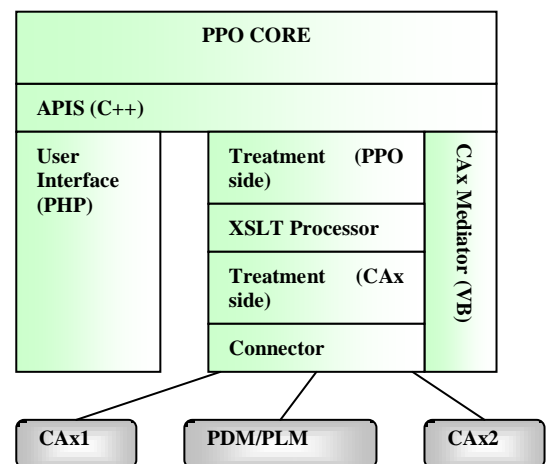 PPO CORE
APIS (C++)
User
Interface
(PHP)
Treatment (PPO
side)
XSLT Processor
Treatment (CAx
side)
Connector
CAx Mediator (VB)
CAx1
PDM/PLM
CAx2